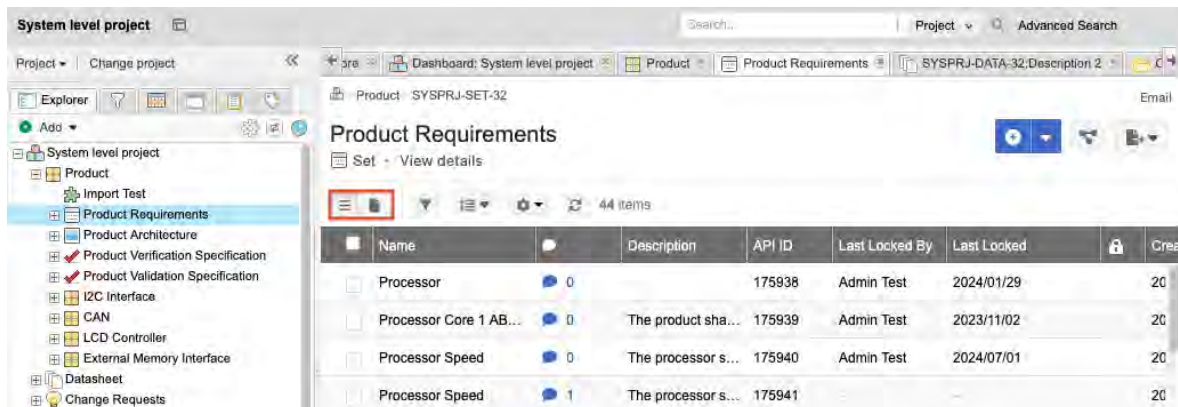 System level project
Search...
Project
Advanced Search
Project
Change project
Dashboard: System level project
Product
Product Requirements
SYSPRJ-DATA-32:Description 2
Explorer
Product SYSPRJ-SET-32
Email
Add
Product Requirements
Set - View details
44 items
System level project
Product
Import Test
Product Requirements
Product Architecture
Product Verification Specification
Product Validation Specification
I2C Interface
CAN
LCD Controller
External Memory Interface
Datasheet
Change Requests
Name Description API ID Last Locked By Last Locked Crea
Processor 0 175938 Admin Test 2024/01/29 20
Processor Core 1 AB... 0 The product sha... 175939 Admin Test 2023/11/02 20
Processor Speed 0 The processor s... 175940 Admin Test 2024/07/01 20
Processor Speed 1 The processor s... 175941 20